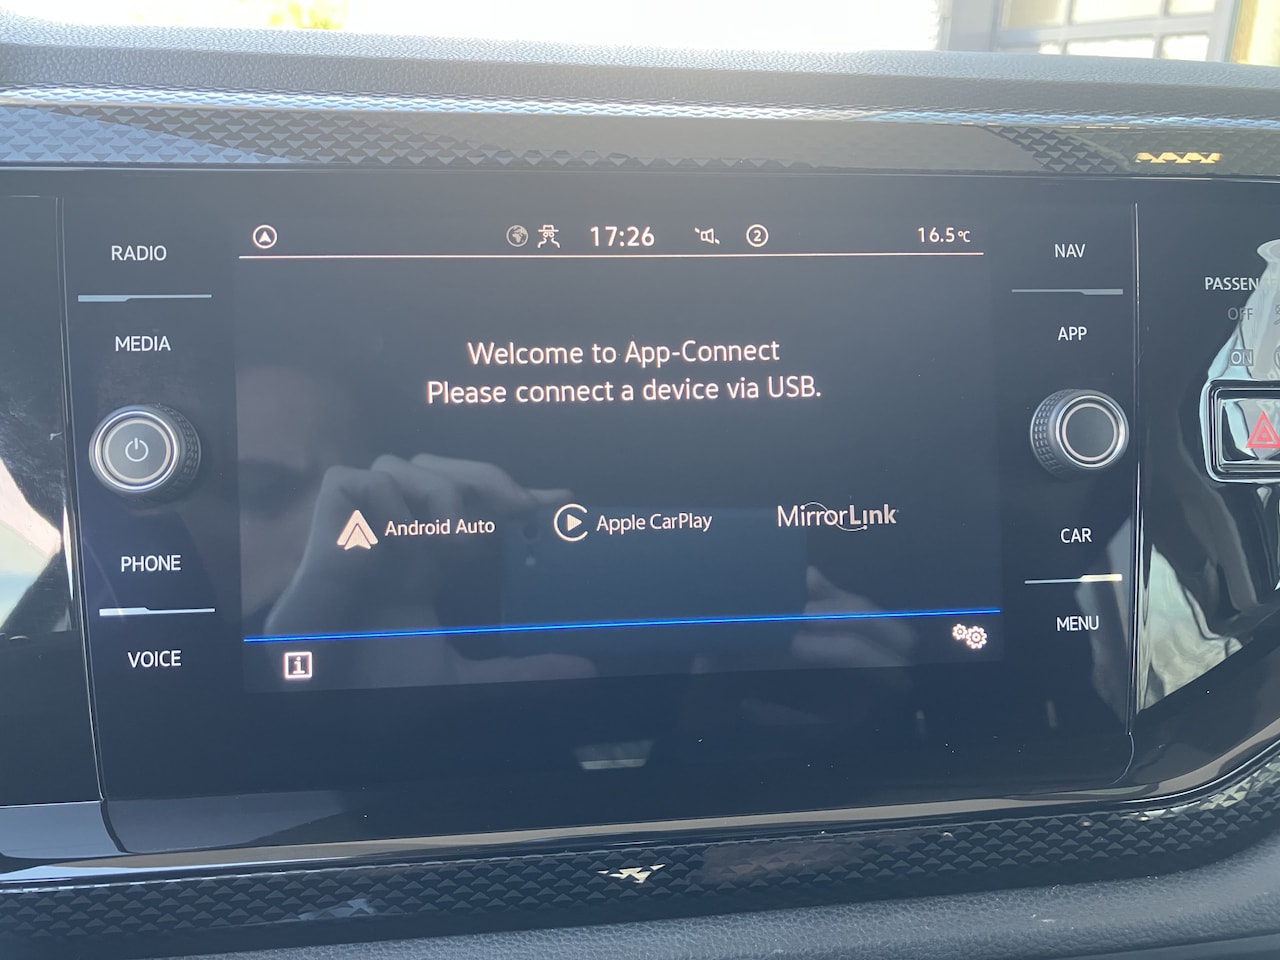 17:26
2
16.5°C
RADIO
MEDIA
PHONE
VOICE
Welcome to App-Connect
Please connect a device via USB.
Android Auto
Apple CarPlay
MirrorLink
i
NAV
APP
CAR
MENU
OFF
ON